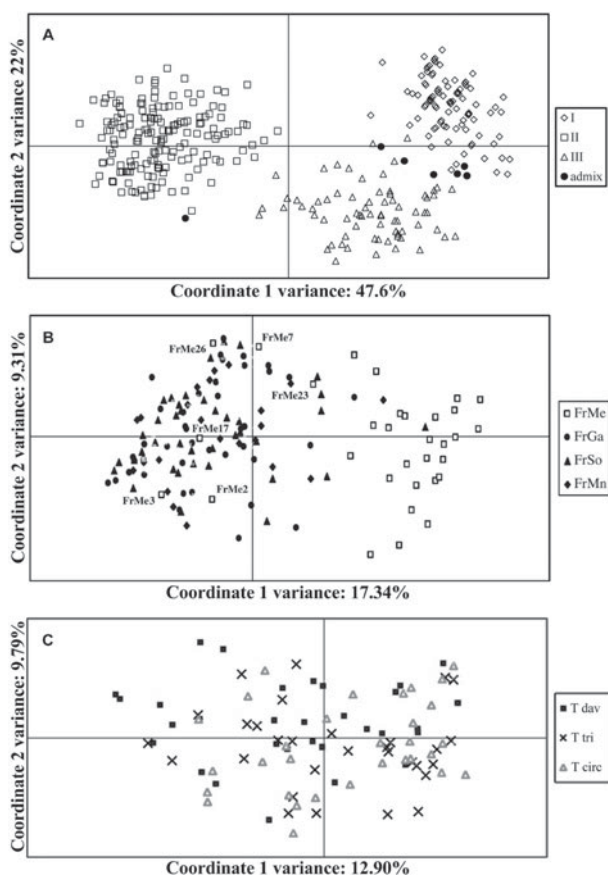 A
Coordinate 2 variance 22%
I
II
III
admix
Coordinate 1 variance: 47.6%
B
Coordinate 2 variance: 9.31%
FrMe26
FrMe7
FrMe23
FrMe17
FrMe3
FrMe2
FrMe
FrGa
FrSo
FrMn
Coordinate 1 variance: 17.34%
C
Coordinate 2 variance: 9.79%
T dav
T tri
T circ
Coordinate 1 variance: 12.90%